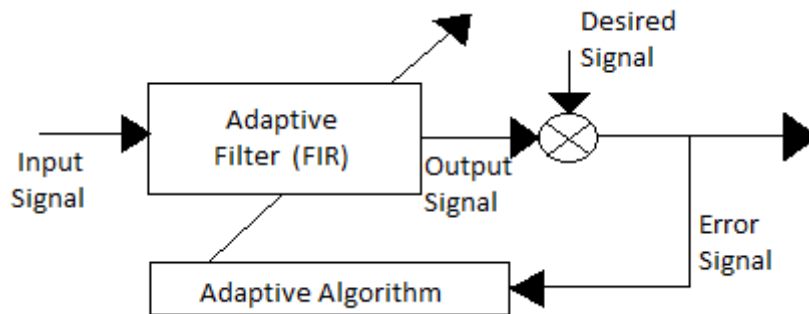 Desired
Signal
Adaptive
Filter (FIR)
Input
Signal
Output
Signal
Error
Signal
Adaptive Algorithm